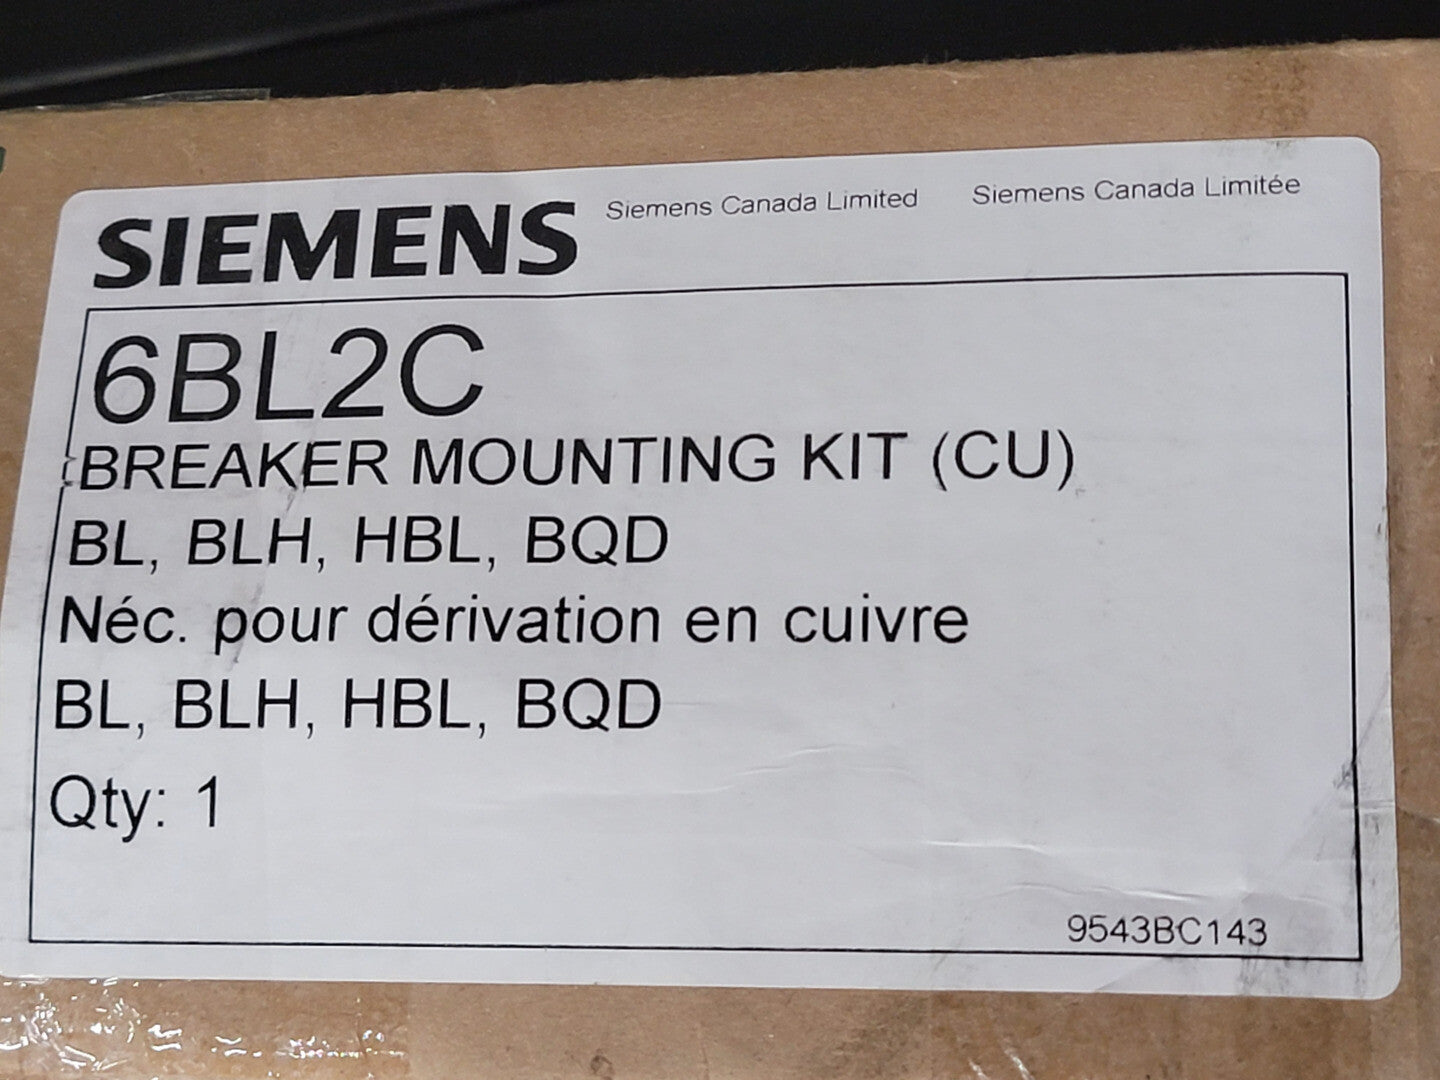 SIEMENS Siemens Canada Limited Siemens Canada Limitée
6BL2C
BREAKER MOUNTING KIT (CU)
BL, BLH, HBL, BQD
Néc. pour dérivation en cuivre
BL, BLH, HBL, BQD
Qty: 1
9543BC143